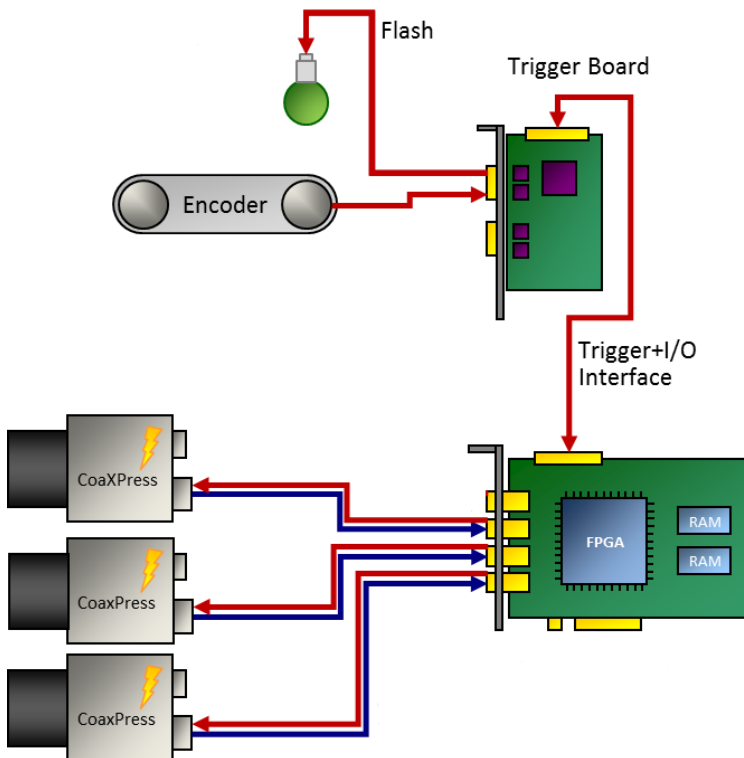 Flash
Trigger Board
Encoder
Trigger+I/O
Interface
CoaXPress
FPGA
RAM
RAM
CoaxPress
CoaxPress